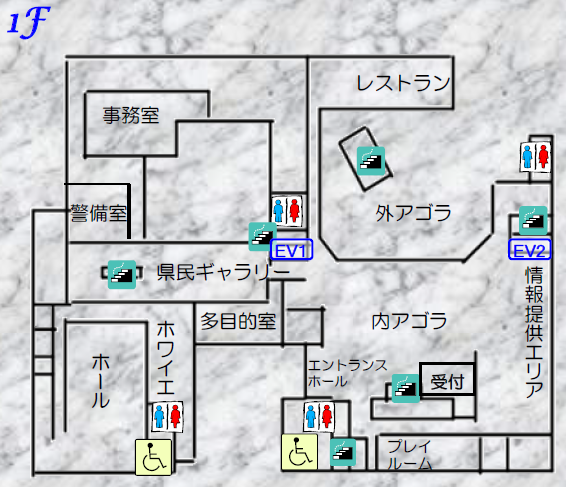 1F
レストラン
事務室
警備室
外アゴラ
EV1
EV2
県民ギャラリー
多目的室
内アゴラ
情報提供エリア
ホワイエ
ホール
エントランス
ホール
受付
プレイ
ルーム